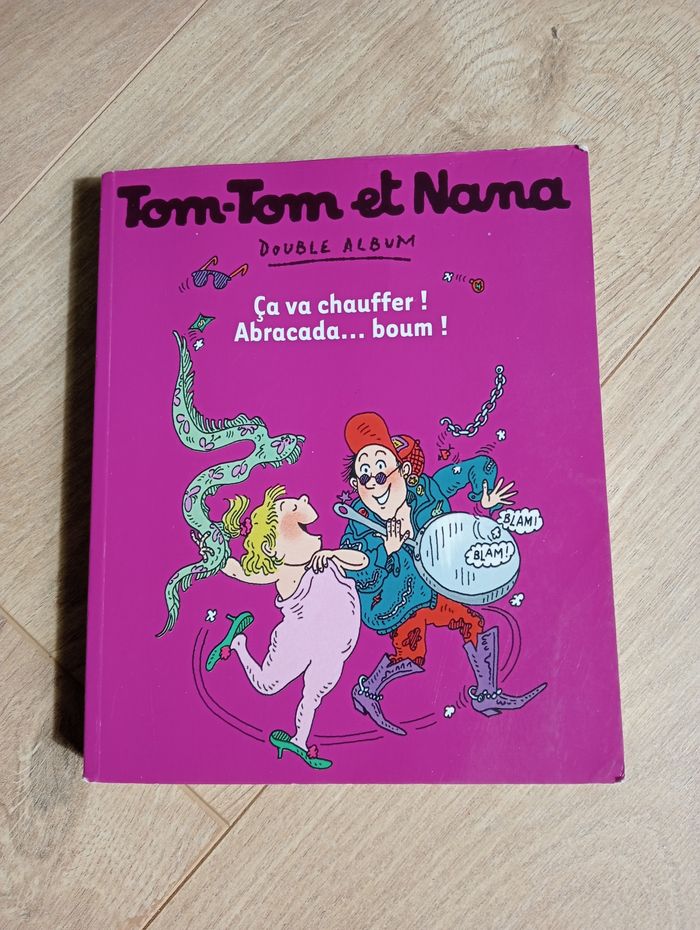 Tom-Tom et Nana
DOUBLE ALBUM
Ça va chauffer !
Abracada... boum !
BLAM!
BLAM!